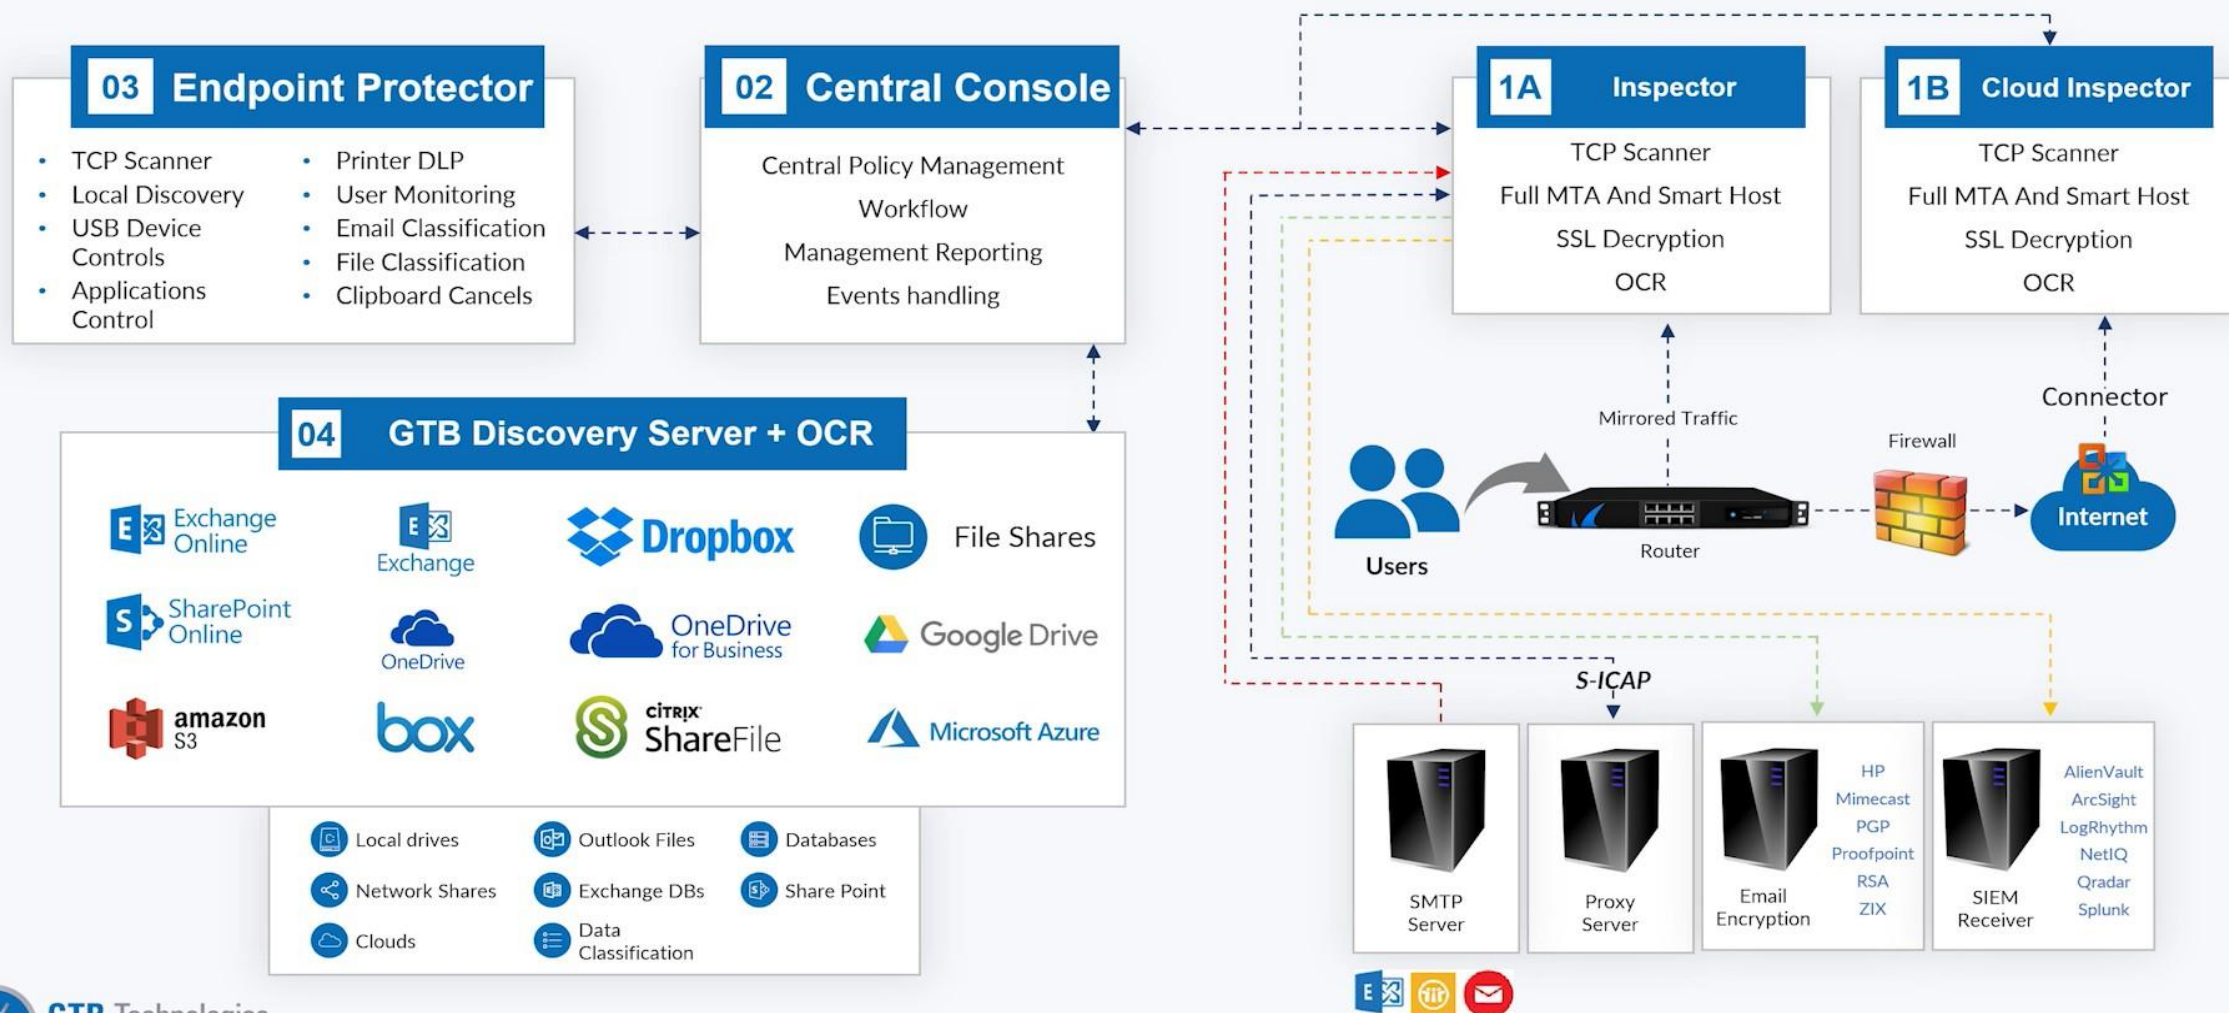 03 Endpoint Protector
TCP Scanner
Local Discovery
USB Device
Controls
Applications
Control
Printer DLP
User Monitoring
Email Classification
File Classification
Clipboard Cancels
02 Central Console
Central Policy Management
Workflow
Management Reporting
Events handling
1A Inspector
TCP Scanner
Full MTA And Smart Host
SSL Decryption
OCR
1B Cloud Inspector
TCP Scanner
Full MTA And Smart Host
SSL Decryption
OCR
04 GTB Discovery Server + OCR
E Exchange
Online
E
Exchange
Dropbox
File Shares
S SharePoint
Online
OneDrive
OneDrive
for Business
Google Drive
amazon
S3
box
CITRIX
ShareFile
Microsoft Azure
Local drives
Outlook Files
Databases
Network Shares
Exchange DBs
Share Point
Clouds
Data
Classification
Mirrored Traffic
Connector
Firewall
Users
Router
Internet
S-ICAP
SMTP
Server
Proxy
Server
Email
Encryption
HP
Mimecast
PGP
Proofpoint
RSA
ZIX
SIEM
Receiver
AlienVault
ArcSight
LogRhythm
NetIQ
Qradar
Splunk
E
GTB Technologies